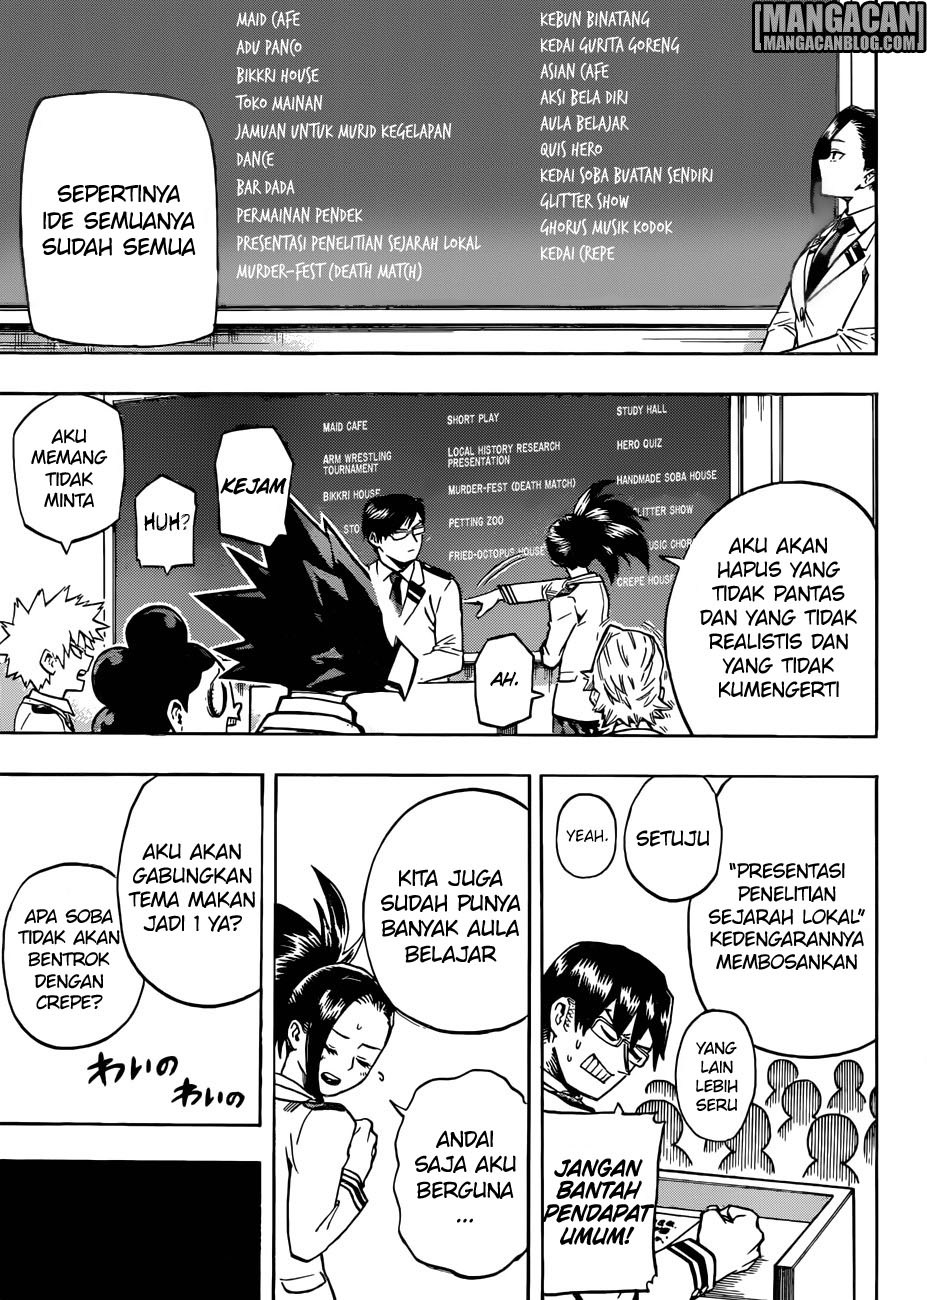 [MANGACAN]
MANGACANBLOG.COM
MAID CAFE
ADU PANCO
BIKKRI HOUSE
TOKO MAINAN
JAMUAN UNTUK MURID KEGELAPAN
DANCE
BAR DADA
PERMAINAN PENDEK
PRESENTASI PENELITIAN SEJARAH LOKAL
MURDER-FEST (DEATH MATCH)
KEBUN BINATANG
KEDAI GURITA GORENG
ASIAN CAFE
AKSI BELA DIRI
AULA BELAJAR
QUIS HERO
KEDAI SOBA BUATAN SENDIRI
GLITTER SHOW
GHORUS MUSIK KODOK
KEDAI CREPE
SEPERTINYA
IDE SEMUANYA
SUDAH SEMUA
AKU AKAN
HAPUS YANG
TIDAK PANTAS
DAN YANG TIDAK
REALISTIS DAN
YANG TIDAK
KUMENGERTI
AH.
KEJAM
HUH?
AKU
MEMANG
TIDAK
MINTA
MAID CAFE
ARM WRESTLING
TOURNAMENT
BIKKRI HOUSE
STO
SHORT PLAY
LOCAL HISTORY RESEARCH
PRESENTATION
MURDER-FEST (DEATH MATCH)
PETTING ZOO
FRIED-OCTOPUS HOUSE
STUDY HALL
HERO QUIZ
HANDMADE SOBA HOUSE
GLITTER SHOW
MUSIC CHOR
CREPE HOUSE
"PRESENTASI
PENELITIAN
SEJARAH LOKAL"
KEDENGARANNYA
MEMBOSANKAN
SETUJU
YEAH.
YANG
LAIN
LEBIH
SERU
JANGAN
BANTAH
PENDAPAT
UMUM!
KITA JUGA
SUDAH PUNYA
BANYAK AULA
BELAJAR
ANDAI
SAJA AKU
BERGUNA
...
AKU AKAN
GABUNGKAN
TEMA MAKAN
JADI 1 YA?
APA SOBA
TIDAK AKAN
BENTROK
DENGAN
CREPE?
わいの
わいの